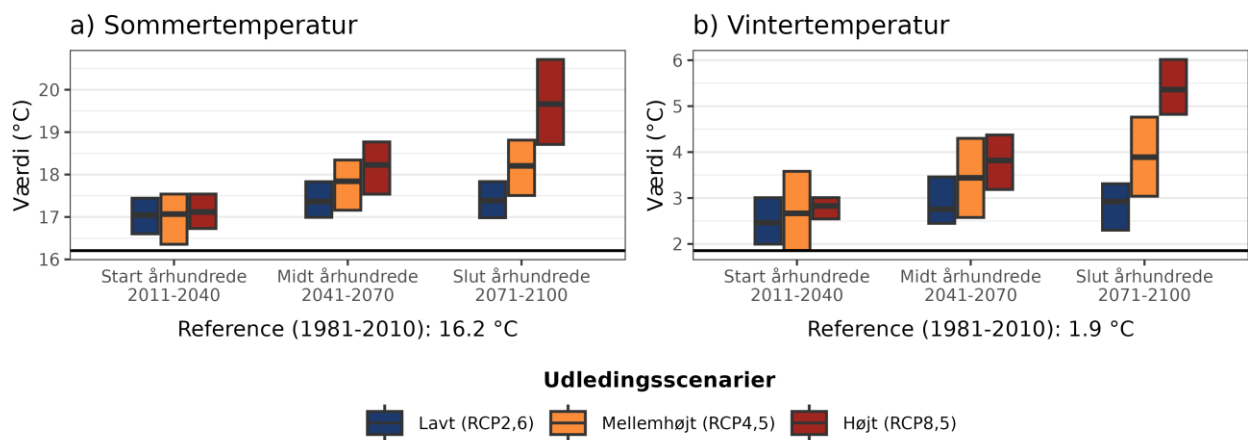 a) Sommertemperatur
Værdi (°C)
20
19
18
17
16
Start århundrede
2011-2040
Midt århundrede
2041-2070
Slut århundrede
2071-2100
Reference (1981-2010): 16.2 °C
b) Vintertemperatur
Værdi (°C)
6
5
4
3
2
Start århundrede
2011-2040
Midt århundrede
2041-2070
Slut århundrede
2071-2100
Reference (1981-2010): 1.9 °C
Udledingsscenarier
Lavt (RCP2,6)
Mellemhøjt (RCP4,5)
Højt (RCP8,5)